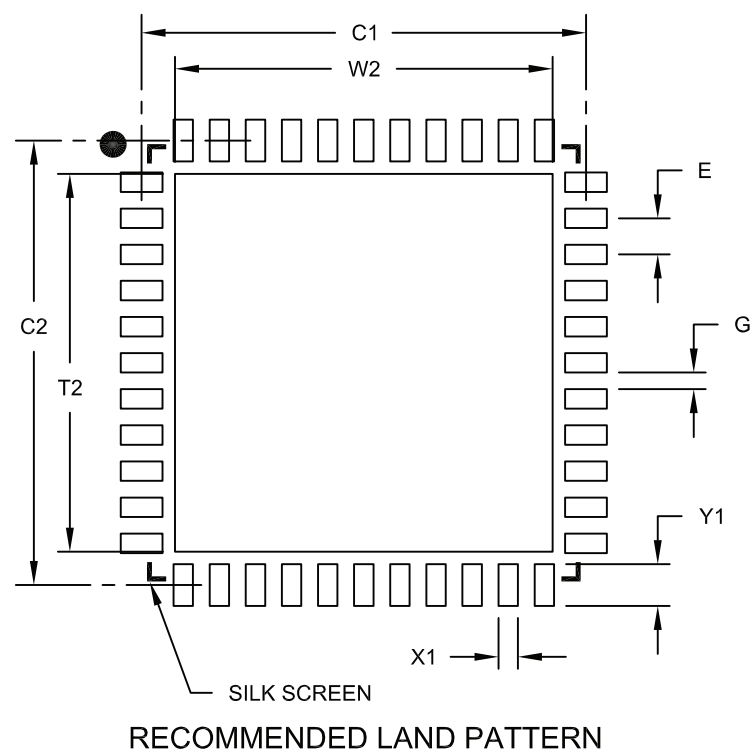 C1
W2
E
C2
G
T2
Y1
X1
SILK SCREEN
RECOMMENDED LAND PATTERN